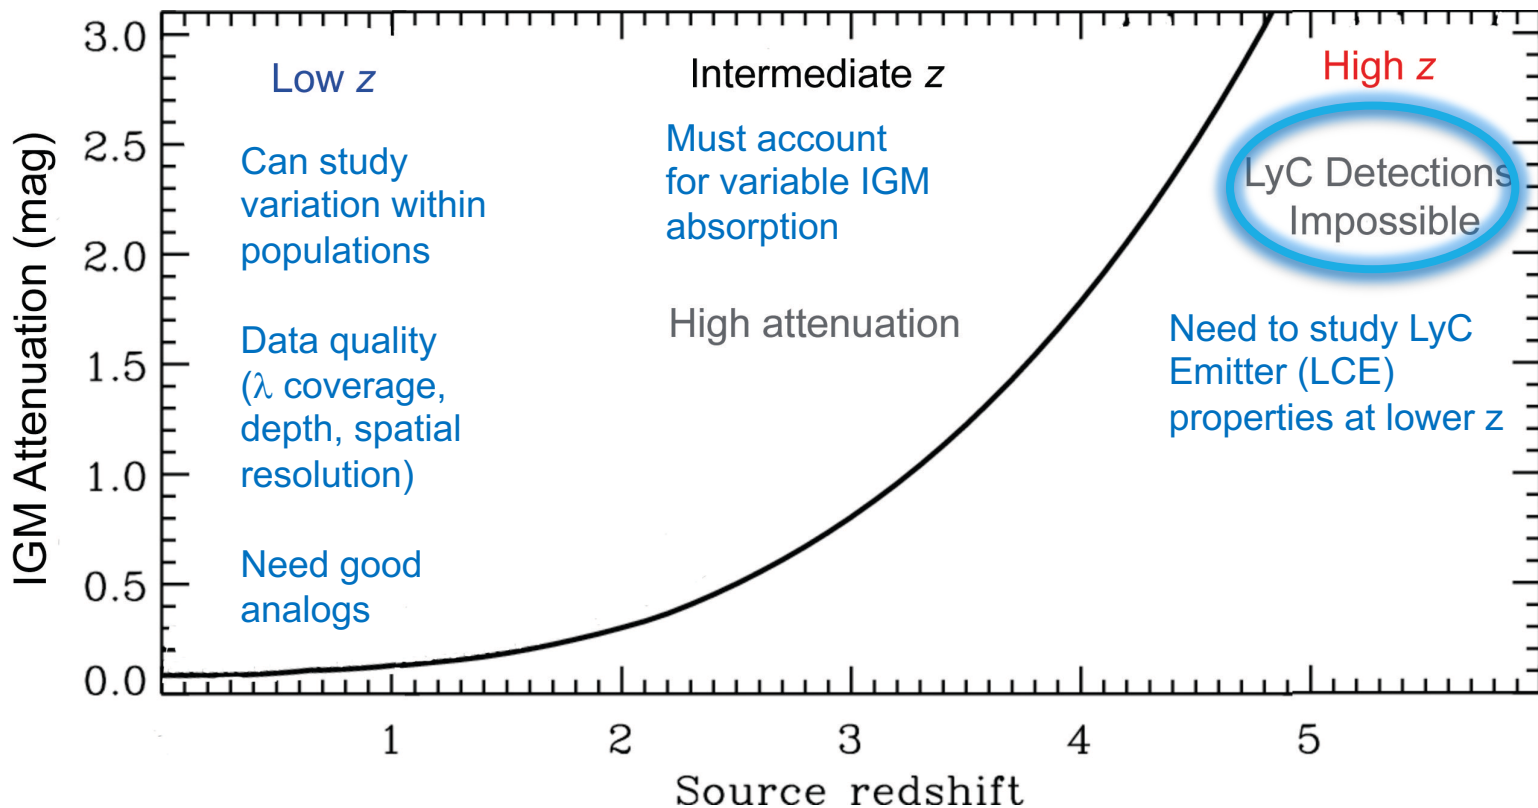 IGM Attenuation (mag)
3.0
2.5
2.0
1.5
1.0
0.5
0.0
Low z
Can study
variation within
populations
Data quality
(λ coverage,
depth, spatial
resolution)
Need good
analogs
Intermediate z
Must account
for variable IGM
absorption
High attenuation
High z
LyC Detections
Impossible
Need to study LyC
Emitter (LCE)
properties at lower z
1 2 3 4 5
Source redshift